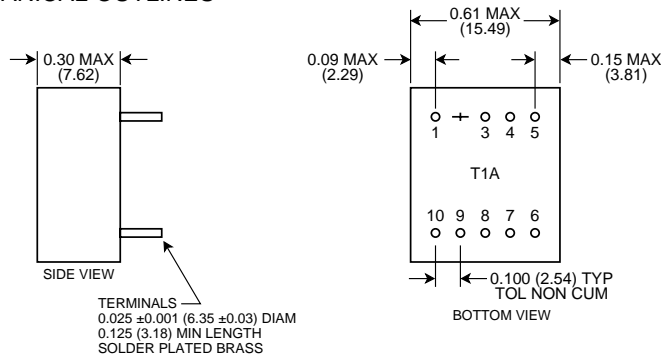 0.30 MAX
(7.62)
SIDE VIEW
TERMINALS
0.025 ±0.001 (6.35 ±0.03) DIAM
0.125 (3.18) MIN LENGTH
SOLDER PLATED BRASS
0.61 MAX
(15.49)
0.09 MAX
(2.29)
0.15 MAX
(3.81)
1 3 4 5
T1A
10 9 8 7 6
0.100 (2.54) TYP
TOL NON CUM
BOTTOM VIEW